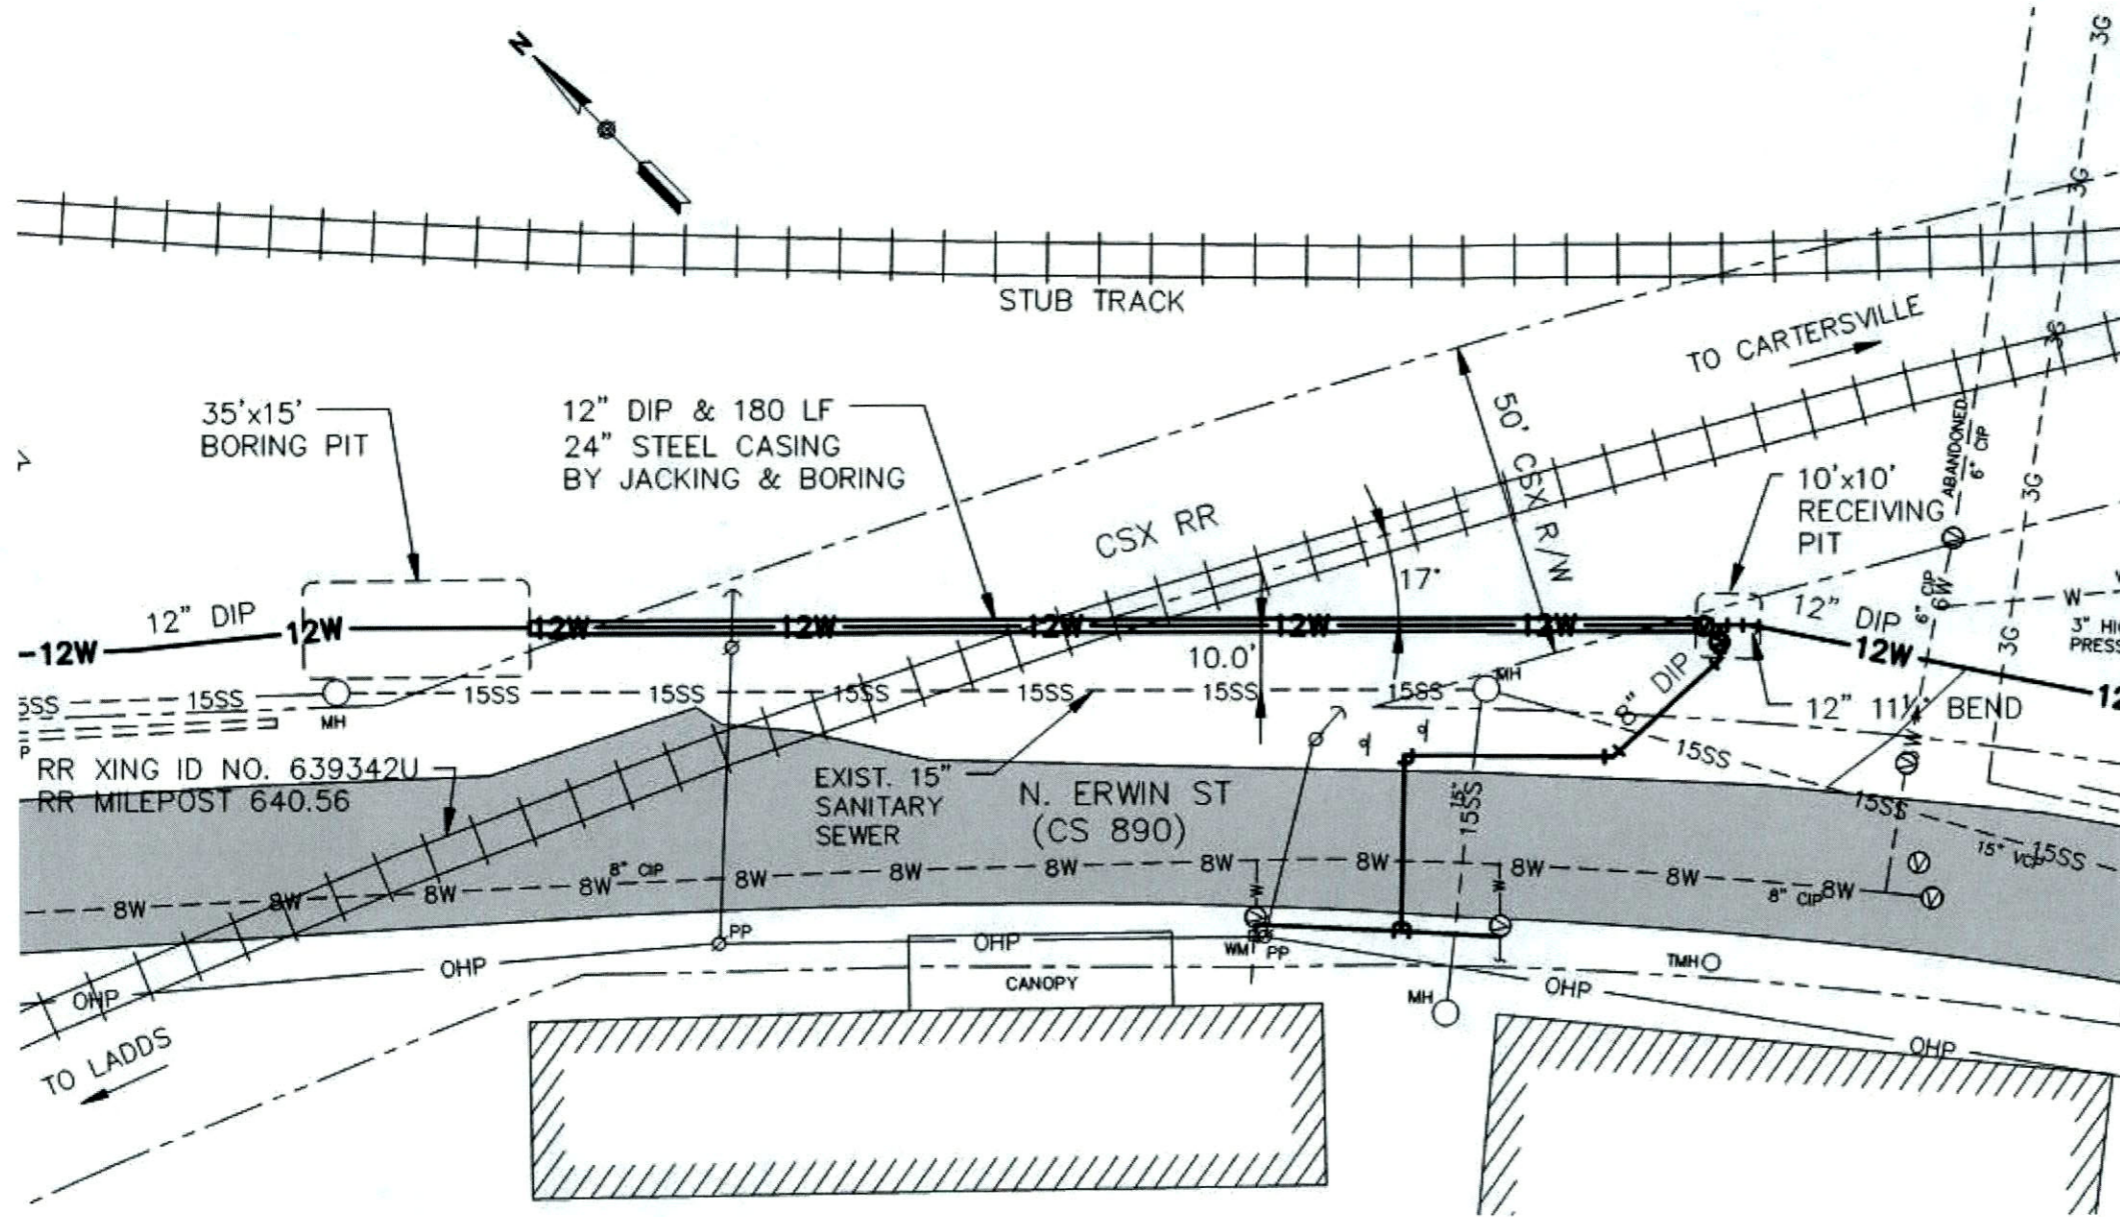 N
3G
3G
STUB TRACK
TO CARTERSVILLE
3G
35'x15'
BORING PIT
12" DIP & 180 LF
24" STEEL CASING
BY JACKING & BORING
50' CSX R/W
CSX RR
ABANDONED
6" CIP
3G
10'x10'
RECEIVING
PIT
17°
12" DIP
12W
12W
12W
12W
12W
12W
12W
12" DIP
12W
6" CIP
6W
W
3" HI
PRESS
3G
10.0'
15SS
15SS
15SS
15SS
15SS
15SS
15SS
15SS
MH
MH
8" DIP
12" 11¼° BEND
RR XING ID NO. 639342U
RR MILEPOST 640.56
EXIST. 15"
SANITARY
SEWER
N. ERWIN ST
(CS 890)
15"
15SS
15SS
15SS
15" VCP
15SS
8W
8W
8W
8W
8" CIP
8W
8W
8W
8W
8W
8W
8W
8" CIP
8W
W
W
V
V
V
V
V
V
PP
OHP
OHP
OHP
CANOPY
WM
PP
MH
TMH
OHP
OHP
TO LADDS